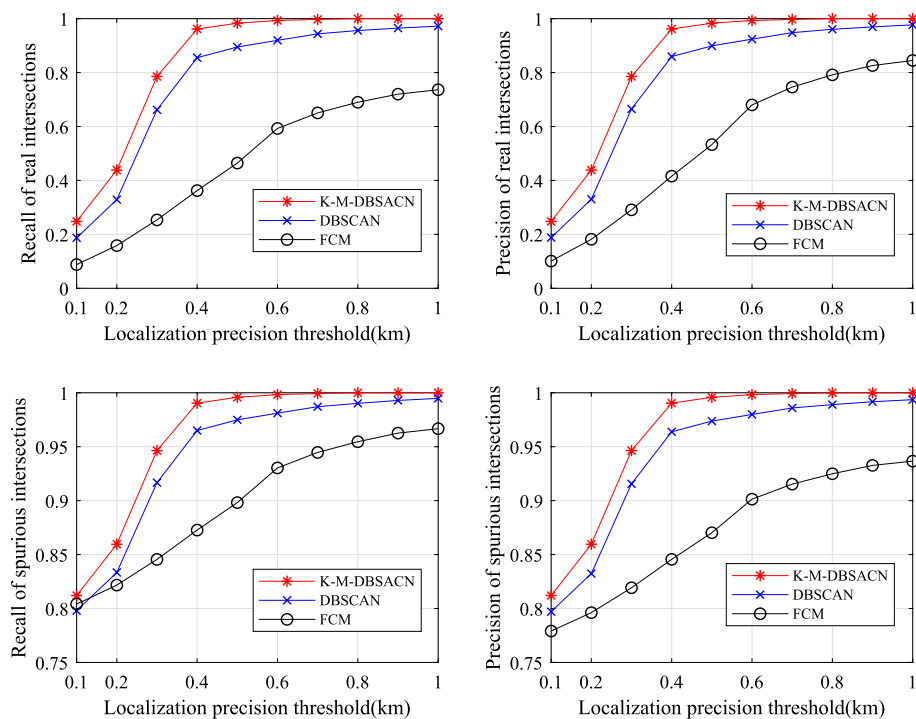 1
0.8
0.6
0.4
0.2
0
Recall of real intersections
K-M-DBSACN
DBSCAN
FCM
0.1 0.2 0.4 0.6 0.8 1
Localization precision threshold(km)
1
0.8
0.6
0.4
0.2
0
Precision of real intersections
K-M-DBSACN
DBSCAN
FCM
0.1 0.2 0.4 0.6 0.8 1
Localization precision threshold(km)
1
0.95
0.9
0.85
0.8
0.75
Recall of spurious intersections
K-M-DBSACN
DBSCAN
FCM
0.1 0.2 0.4 0.6 0.8 1
Localization precision threshold(km)
1
0.95
0.9
0.85
0.8
0.75
Precision of spurious intersections
K-M-DBSACN
DBSCAN
FCM
0.1 0.2 0.4 0.6 0.8 1
Localization precision threshold(km)